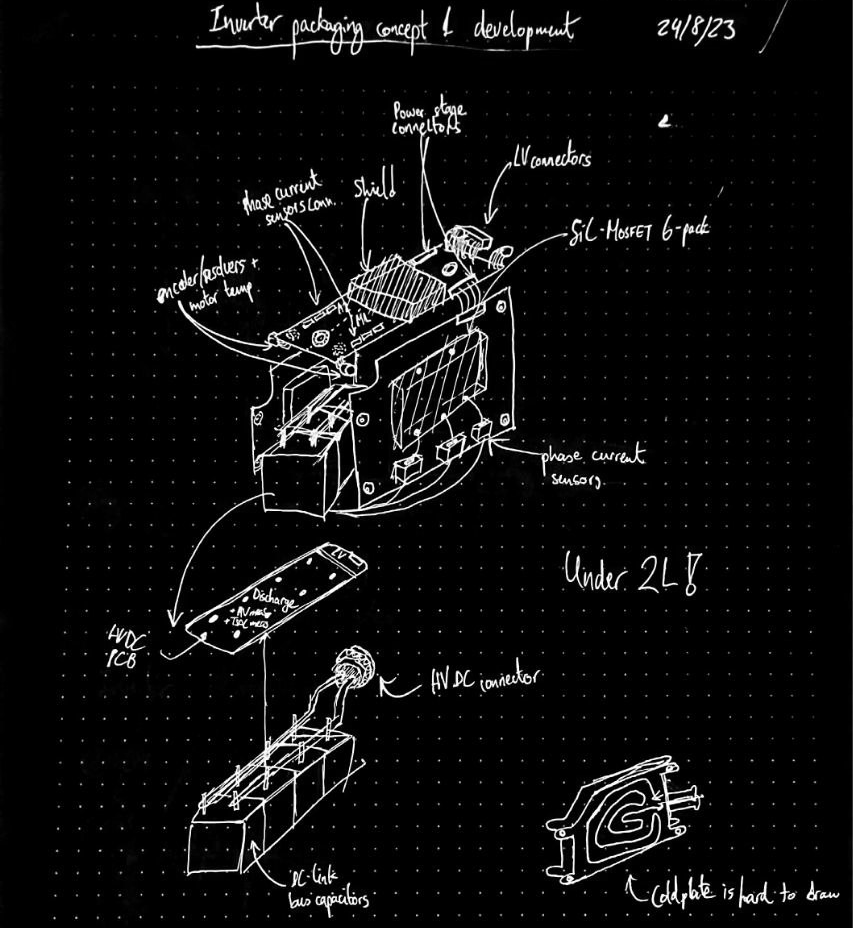 Inverter packaging concept 1 development
24/8/23
Power stage
connectors
LV connectors
Phase current
sensors conn.
Shield
SiC-MOSFET 6-pack
encoder/resolvers +
motor temp
phase current
sensors
Under 2L!
LV
Discharge
+ HV meas
HVDC
PCB
HVDC connector
DC-link
bus capacitors
Coldplate is hard to draw